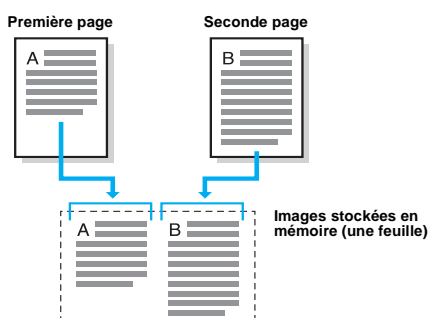 Première page
Seconde page
A
B
A
B
Images stockées en
mémoire (une feuille)